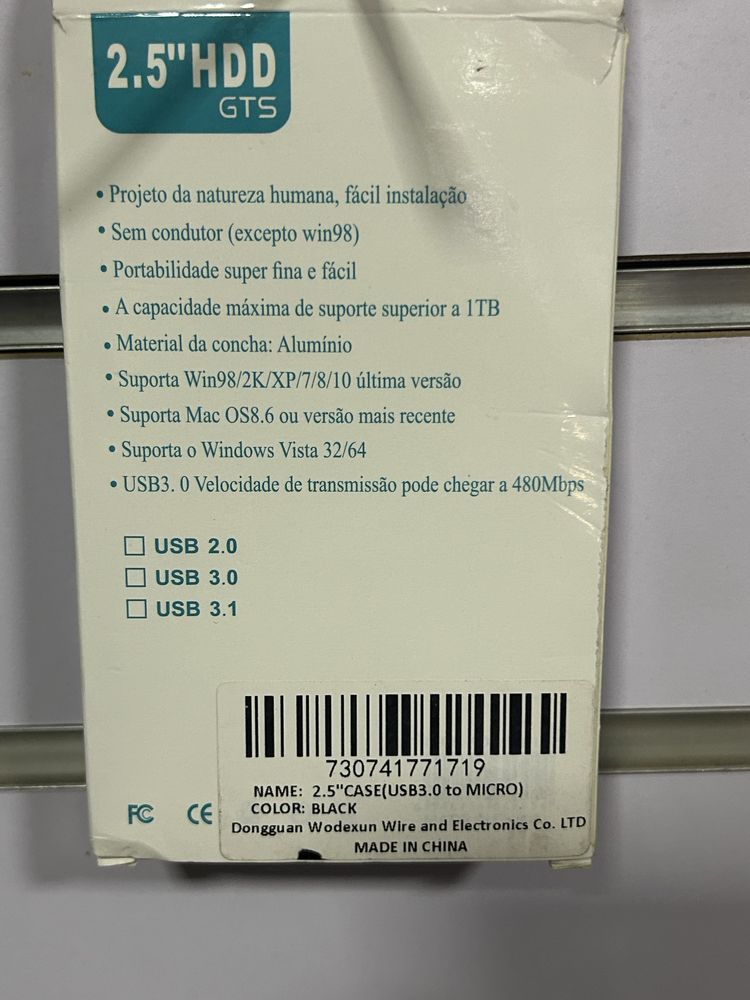 2.5"HDD
GTS
• Projeto da natureza humana, fácil instalação
• Sem condutor (excepto win98)
• Portabilidade super fina e fácil
• A capacidade máxima de suporte superior a 1TB
• Material da concha: Alumínio
• Suporta Win98/2K/XP/7/8/10 última versão
• Suporta Mac OS8.6 ou versão mais recente
• Suporta o Windows Vista 32/64
• USB3. 0 Velocidade de transmissão pode chegar a 480Mbps
☐ USB 2.0
☐ USB 3.0
☐ USB 3.1
730741771719
NAME: 2.5"CASE(USB3.0 to MICRO)
COLOR: BLACK
Dongguan Wodexun Wire and Electronics Co. LTD
MADE IN CHINA
FC CE